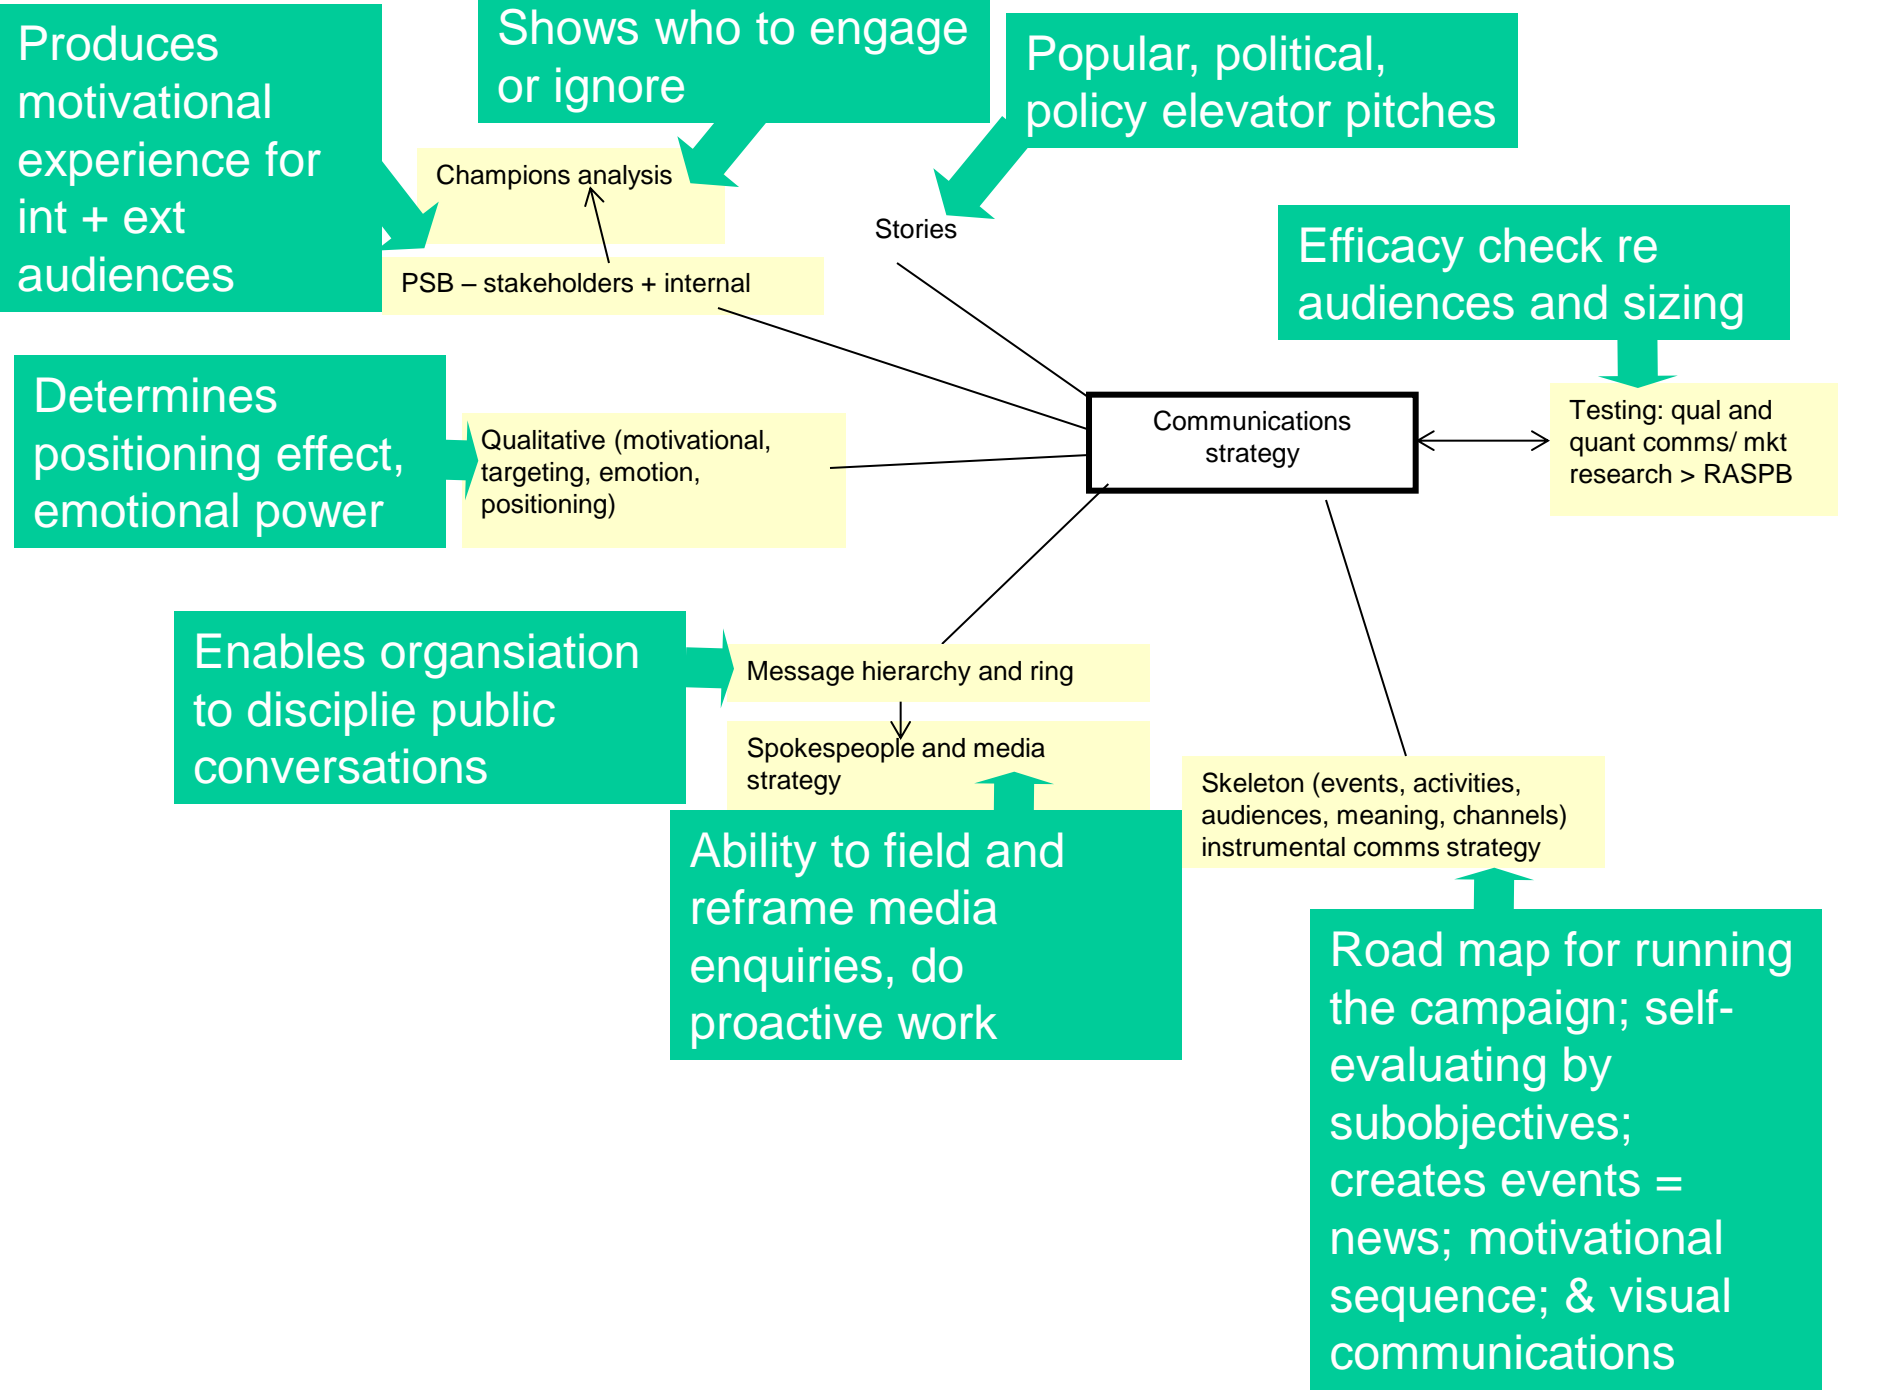 Produces
motivational
experience for
int + ext
audiences
Shows who to engage
or ignore
Popular, political,
policy elevator pitches
Champions analysis
Stories
PSB – stakeholders + internal
Efficacy check re
audiences and sizing
Determines
positioning effect,
emotional power
Qualitative (motivational,
targeting, emotion,
positioning)
Communications
strategy
Testing: qual and
quant comms/ mkt
research > RASPB
Enables organsiation
to disciplie public
conversations
Message hierarchy and ring
Spokespeople and media
strategy
Skeleton (events, activities,
audiences, meaning, channels)
instrumental comms strategy
Ability to field and
reframe media
enquiries, do
proactive work
Road map for running
the campaign; self-
evaluating by
subobjectives;
creates events =
news; motivational
sequence; & visual
communications